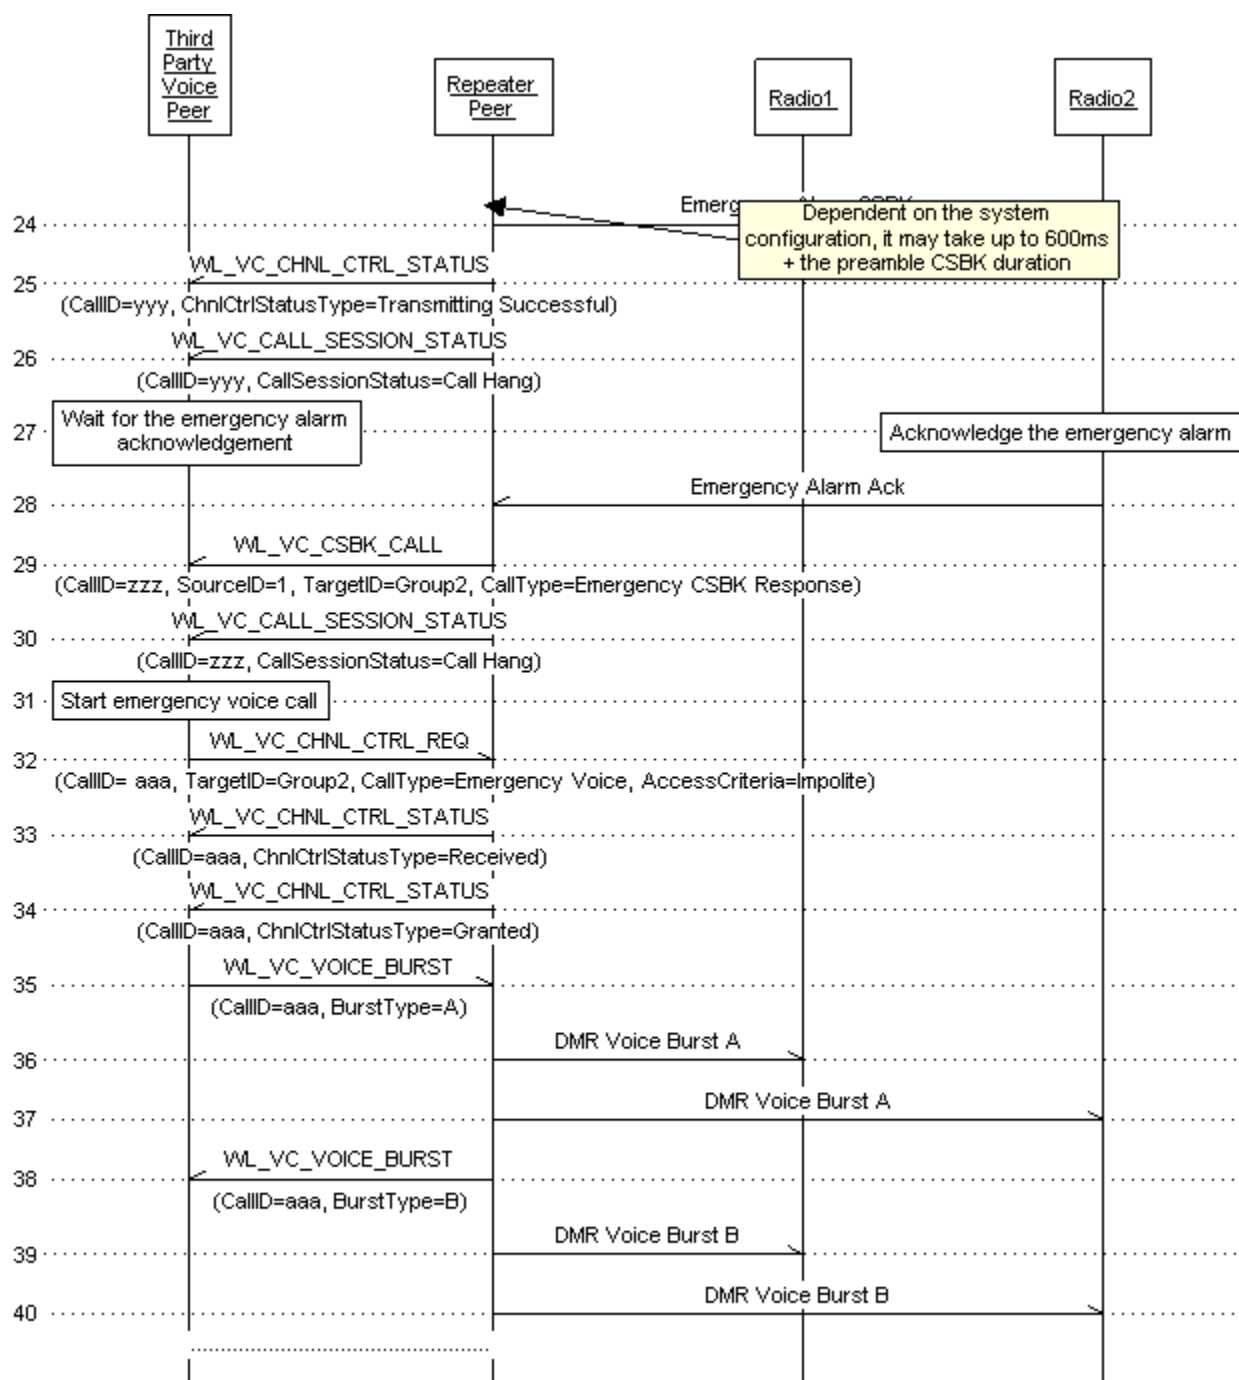 Third
Party
Voice
Peer
Repeater
Peer
Radio1
Radio2
24
Dependent on the system
configuration, it may take up to 600ms
+ the preamble CSBK duration
WL_VC_CHNL_CTRL_STATUS
25
(CallID=yyy, ChnlCtrlStatusType=Transmitting Successful)
WL_VC_CALL_SESSION_STATUS
26
(CallID=yyy, CallSessionStatus=Call Hang)
27
Wait for the emergency alarm
acknowledgement
Acknowledge the emergency alarm
Emergency Alarm Ack
28
WL_VC_CSBK_CALL
29
(CallID=zzz, SourceID=1, TargetID=Group2, CallType=Emergency CSBK Response)
WL_VC_CALL_SESSION_STATUS
30
(CallID=zzz, CallSessionStatus=Call Hang)
31
Start emergency voice call
WL_VC_CHNL_CTRL_REQ
32
(CallID= aaa, TargetID=Group2, CallType=Emergency Voice, AccessCriteria=Impolite)
WL_VC_CHNL_CTRL_STATUS
33
(CallID=aaa, ChnlCtrlStatusType=Received)
WL_VC_CHNL_CTRL_STATUS
34
(CallID=aaa, ChnlCtrlStatusType=Granted)
WL_VC_VOICE_BURST
35
(CallID=aaa, BurstType=A)
DMR Voice Burst A
36
DMR Voice Burst A
37
WL_VC_VOICE_BURST
38
(CallID=aaa, BurstType=B)
DMR Voice Burst B
39
DMR Voice Burst B
40